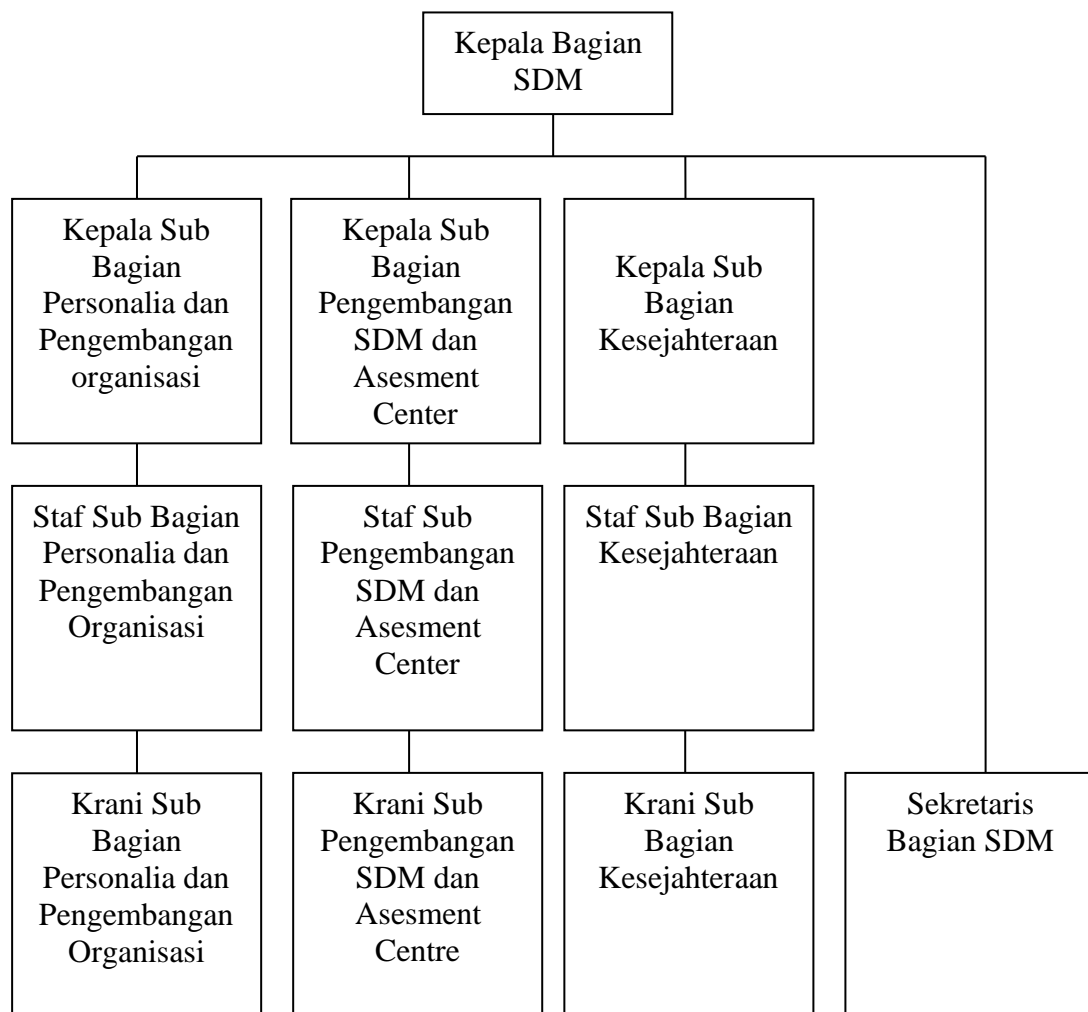 Kepala Bagian
SDM
Kepala Sub
Bagian
Personalia dan
Pengembangan
organisasi
Kepala Sub
Bagian
Pengembangan
SDM dan
Asesment
Center
Kepala Sub
Bagian
Kesejahteraan
Staf Sub Bagian
Personalia dan
Pengembangan
Organisasi
Staf Sub
Pengembangan
SDM dan
Asesment
Center
Staf Sub Bagian
Kesejahteraan
Krani Sub
Bagian
Personalia dan
Pengembangan
Organisasi
Krani Sub
Pengembangan
SDM dan
Asesment
Centre
Krani Sub
Bagian
Kesejahteraan
Sekretaris
Bagian SDM